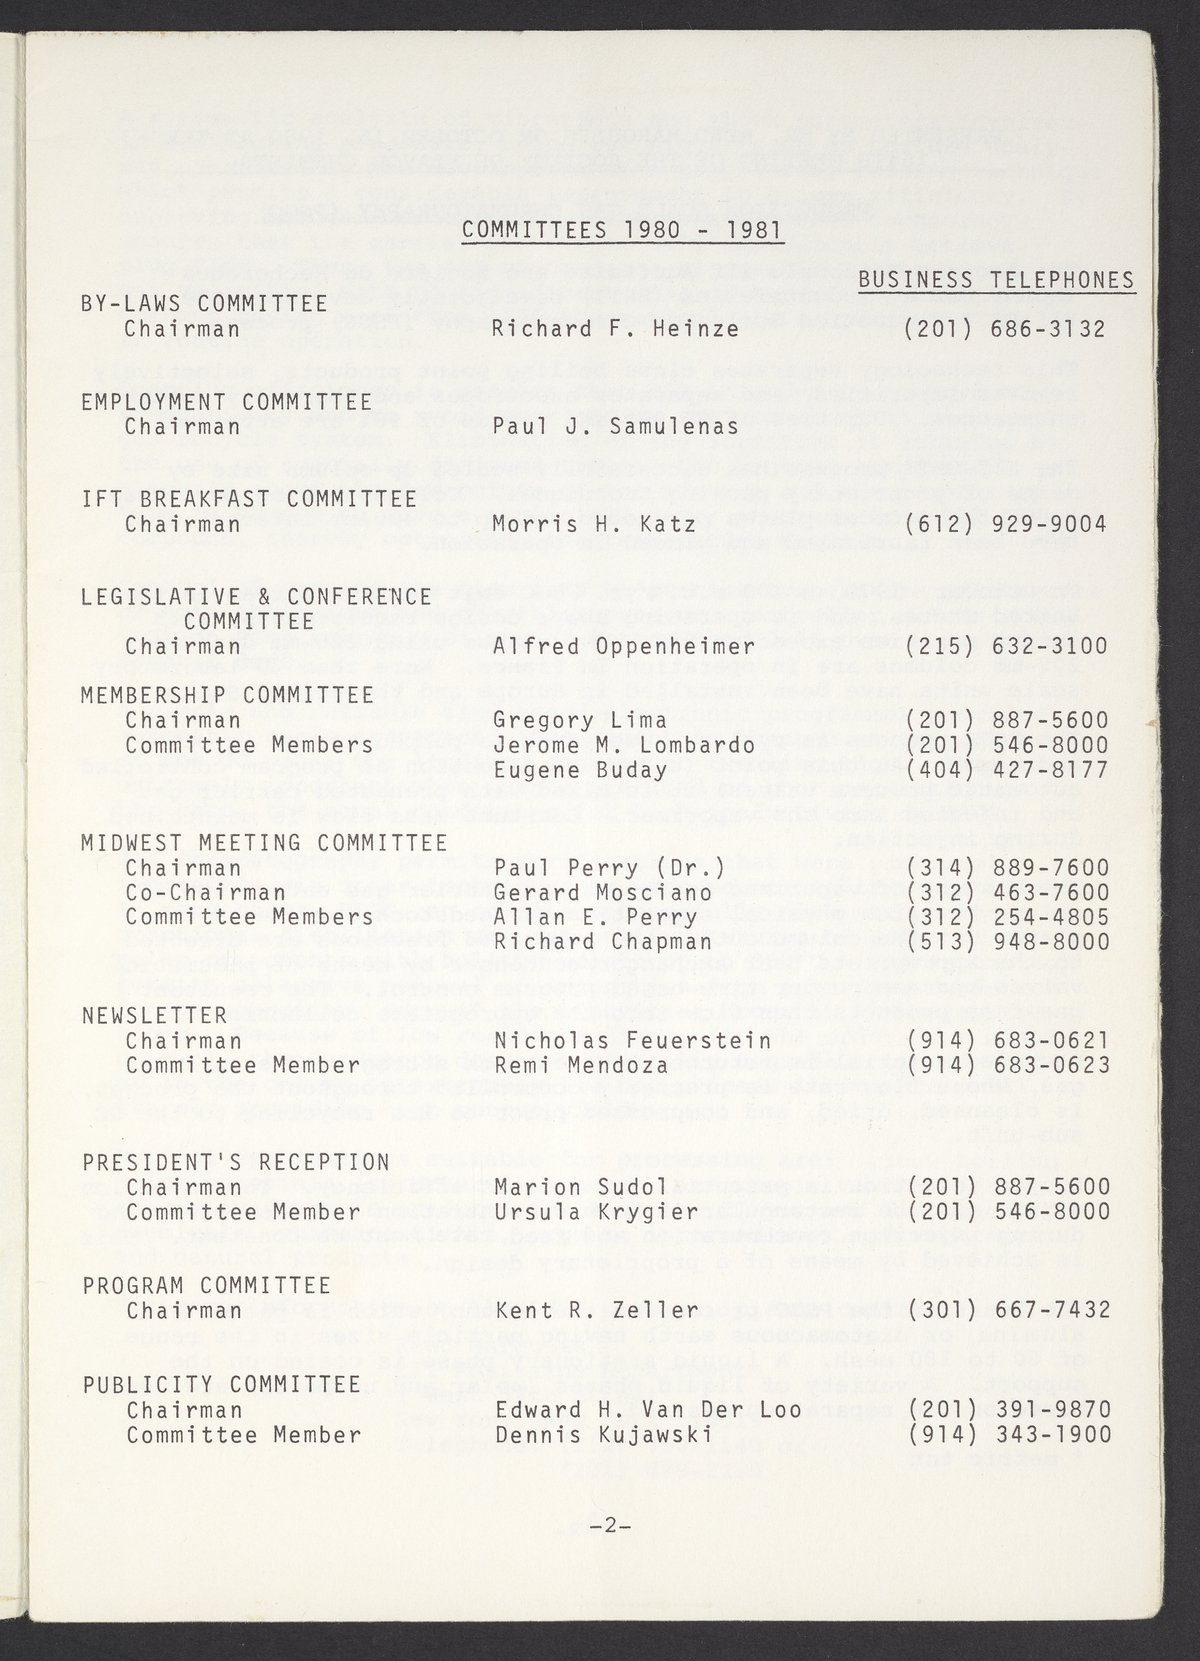 COMMITTEES 1980 - 1981
BUSINESS TELEPHONES
BY-LAWS COMMITTEE
Chairman Richard F. Heinze (201) 686-3132
EMPLOYMENT COMMITTEE
Chairman Paul J. Samulenas
IFT BREAKFAST COMMITTEE
Chairman Morris H. Katz (612) 929-9004
LEGISLATIVE & CONFERENCE
COMMITTEE
Chairman Alfred Oppenheimer (215) 632-3100
MEMBERSHIP COMMITTEE
Chairman Gregory Lima (201) 887-5600
Committee Members Jerome M. Lombardo (201) 546-8000
Eugene Buday (404) 427-8177
MIDWEST MEETING COMMITTEE
Chairman Paul Perry (Dr.) (314) 889-7600
Co-Chairman Gerard Mosciano (312) 463-7600
Committee Members Allan E. Perry (312) 254-4805
Richard Chapman (513) 948-8000
NEWSLETTER
Chairman Nicholas Feuerstein (914) 683-0621
Committee Member Remi Mendoza (914) 683-0623
PRESIDENT'S RECEPTION
Chairman Marion Sudol (201) 887-5600
Committee Member Ursula Krygier (201) 546-8000
PROGRAM COMMITTEE
Chairman Kent R. Zeller (301) 667-7432
PUBLICITY COMMITTEE
Chairman Edward H. Van Der Loo (201) 391-9870
Committee Member Dennis Kujawski (914) 343-1900
-2-